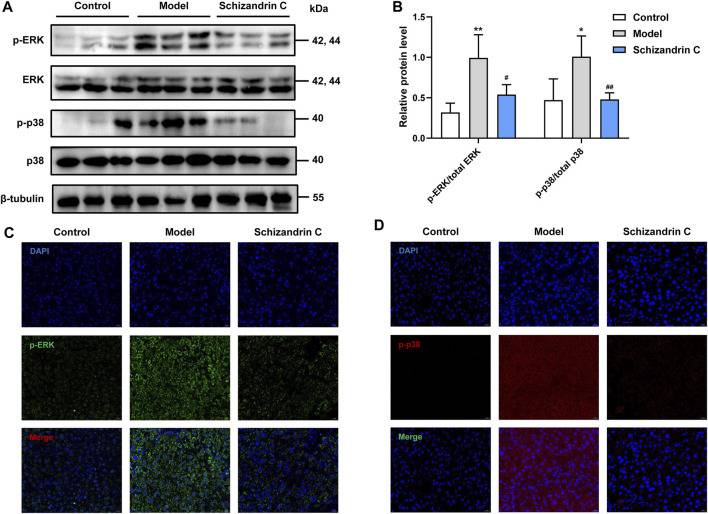 A
Control
Model
Schizandrin C
kDa
p-ERK
42, 44
ERK
42, 44
p-p38
40
p38
40
β-tubulin
55
B
Relative protein level
1.5
1.0
0.5
0.0
**
#
*
##
p-ERK/total ERK
p-p38/total p38
Control
Model
Schizandrin C
C
Control
Model
Schizandrin C
DAPI
p-ERK
Merge
D
Control
Model
Schizandrin C
DAPI
p-p38
Merge